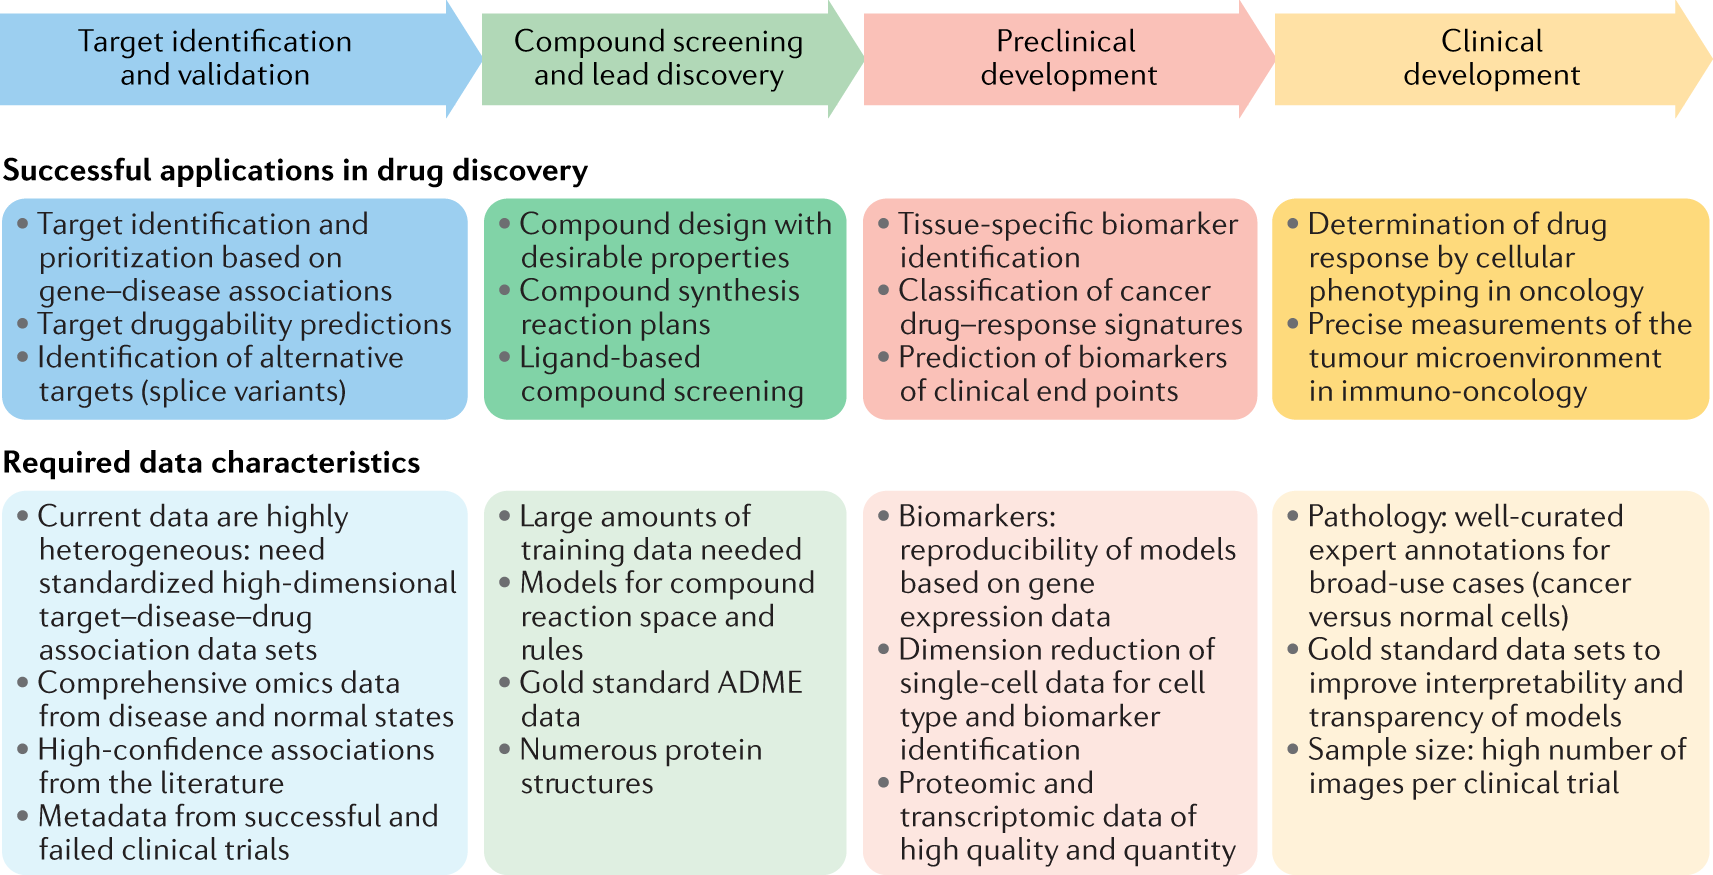 Target identification
and validation
Compound screening
and lead discovery
Preclinical
development
Clinical
development
Successful applications in drug discovery
• Target identification and
prioritization based on
gene–disease associations
• Target druggability predictions
• Identification of alternative
targets (splice variants)
• Compound design with
desirable properties
• Compound synthesis
reaction plans
• Ligand-based
compound screening
• Tissue-specific biomarker
identification
• Classification of cancer
drug–response signatures
• Prediction of biomarkers
of clinical end points
• Determination of drug
response by cellular
phenotyping in oncology
• Precise measurements of the
tumour microenvironment
in immuno-oncology
Required data characteristics
• Current data are highly
heterogeneous: need
standardized high-dimensional
target–disease–drug
association data sets
• Comprehensive omics data
from disease and normal states
• High-confidence associations
from the literature
• Metadata from successful and
failed clinical trials
• Large amounts of
training data needed
• Models for compound
reaction space and
rules
• Gold standard ADME
data
• Numerous protein
structures
• Biomarkers:
reproducibility of models
based on gene
expression data
• Dimension reduction of
single-cell data for cell
type and biomarker
identification
• Proteomic and
transcriptomic data of
high quality and quantity
• Pathology: well-curated
expert annotations for
broad-use cases (cancer
versus normal cells)
• Gold standard data sets to
improve interpretability and
transparency of models
• Sample size: high number of
images per clinical trial